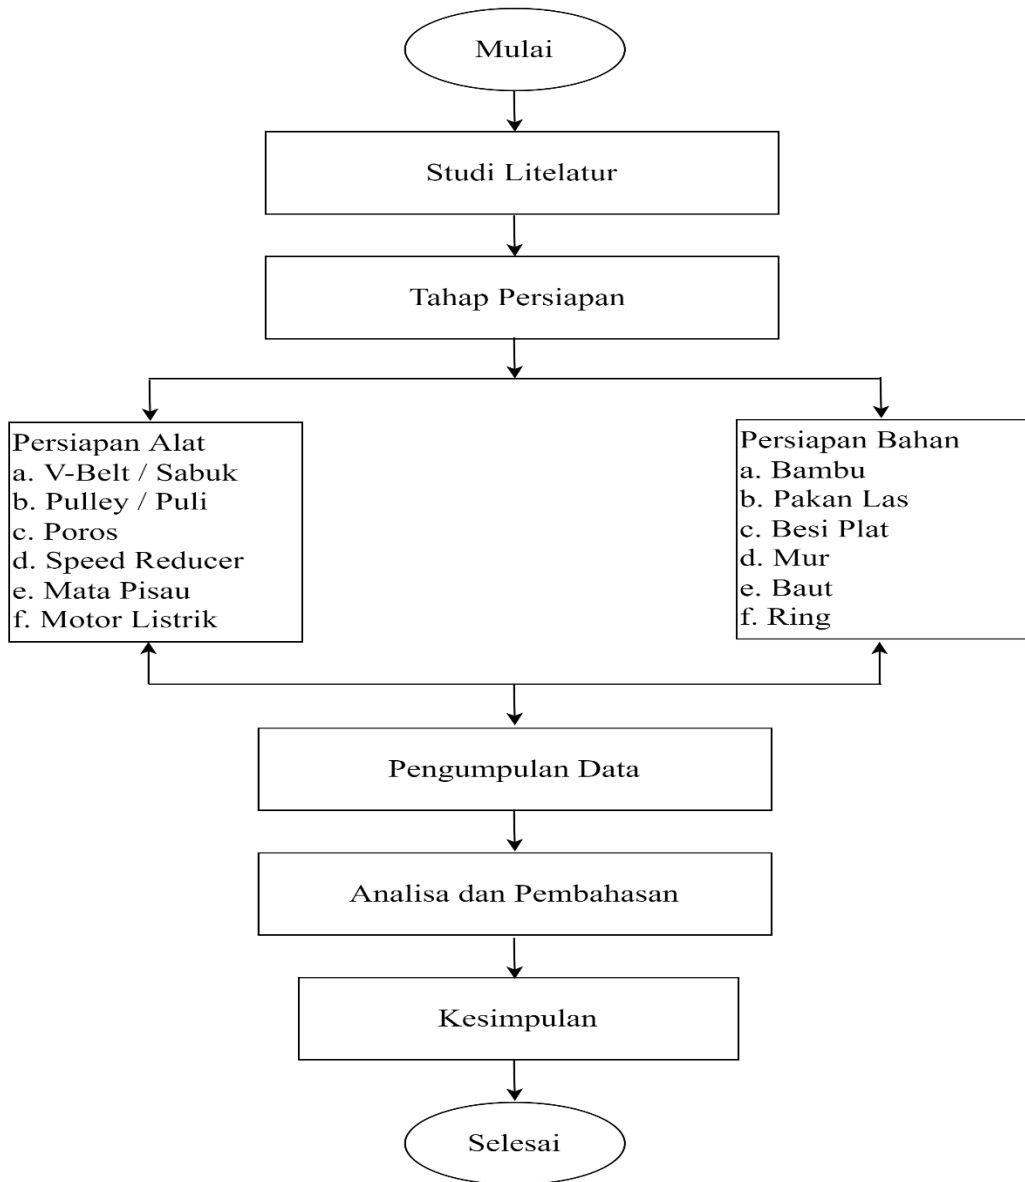 Mulai
Studi Litelatur
Tahap Persiapan
Persiapan Alat
a. V-Belt / Sabuk
b. Pulley / Puli
c. Poros
d. Speed Reducer
e. Mata Pisau
f. Motor Listrik
Persiapan Bahan
a. Bambu
b. Pakan Las
c. Besi Plat
d. Mur
e. Baut
f. Ring
Pengumpulan Data
Analisa dan Pembahasan
Kesimpulan
Selesai